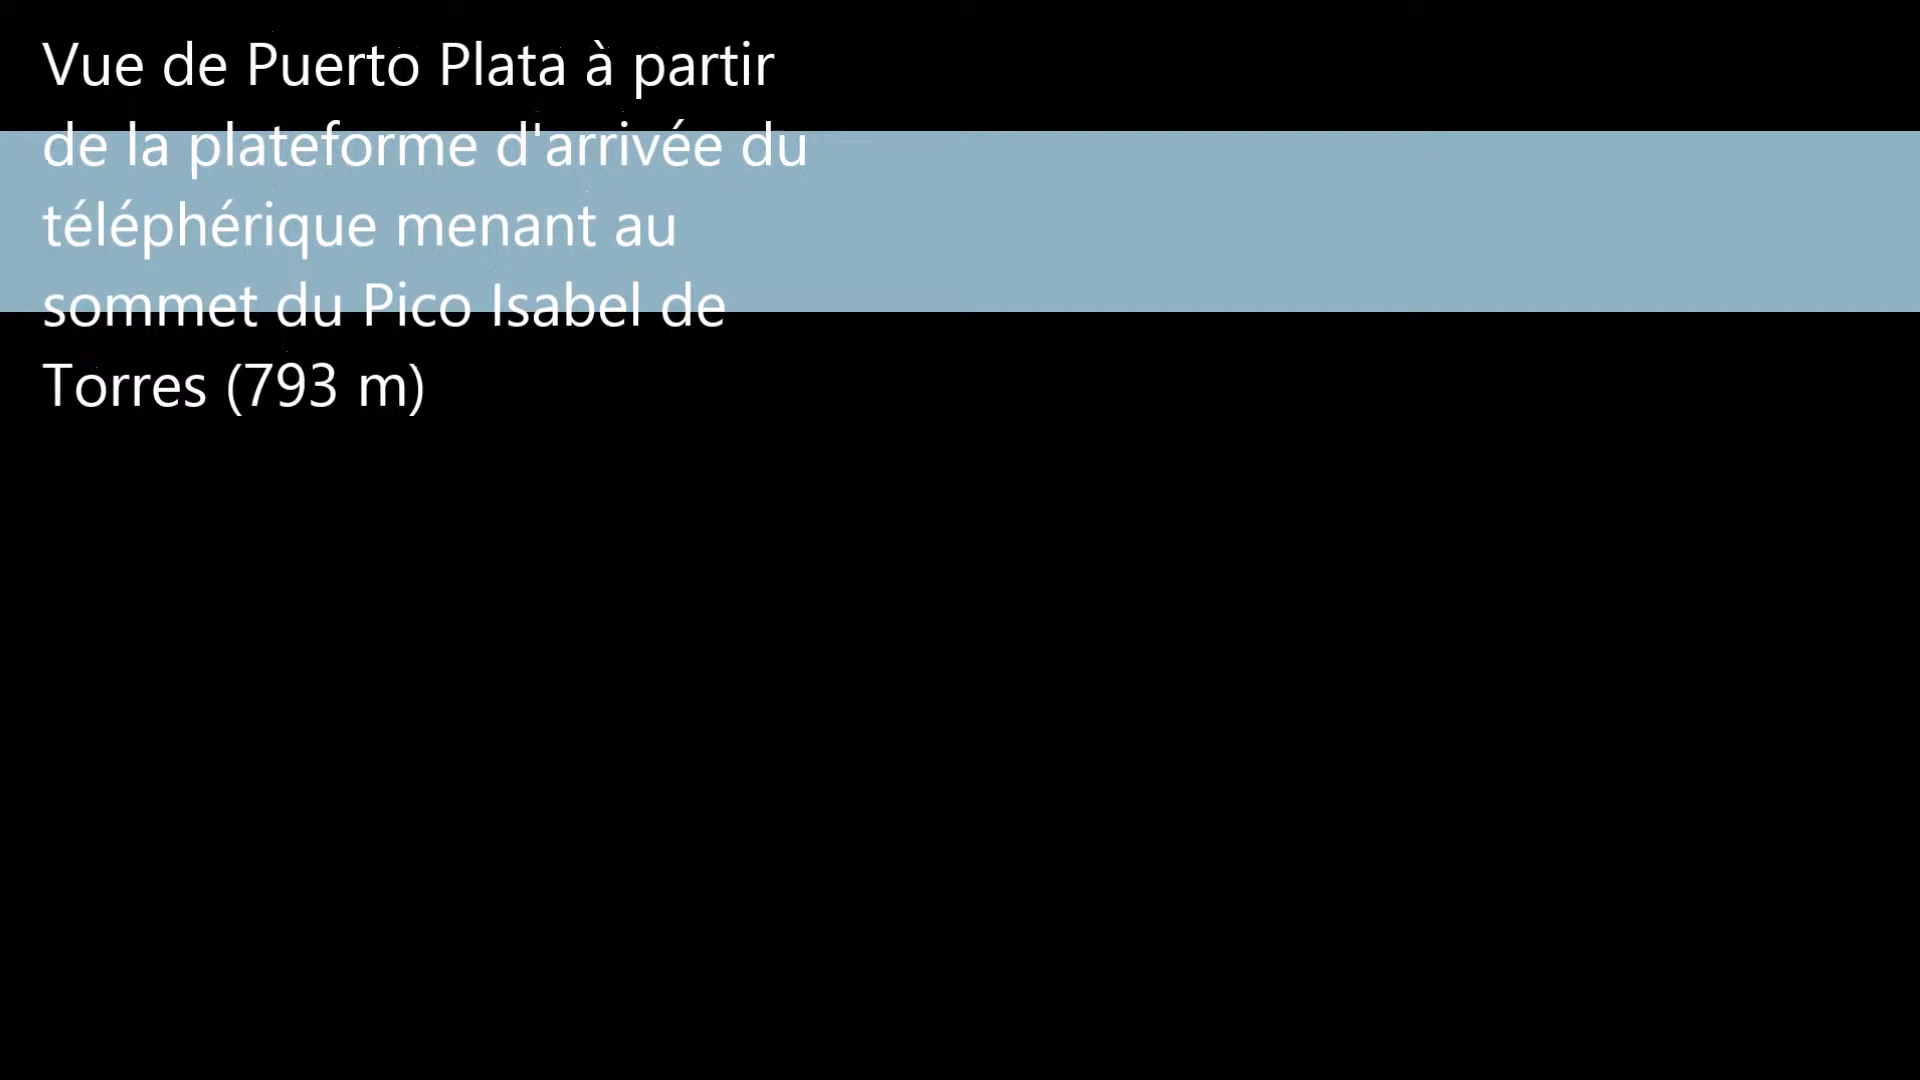 Vue de Puerto Plata à partir
de la plateforme d'arrivée du
téléphérique menant au
sommet du Pico Isabel de
Torres (793 m)